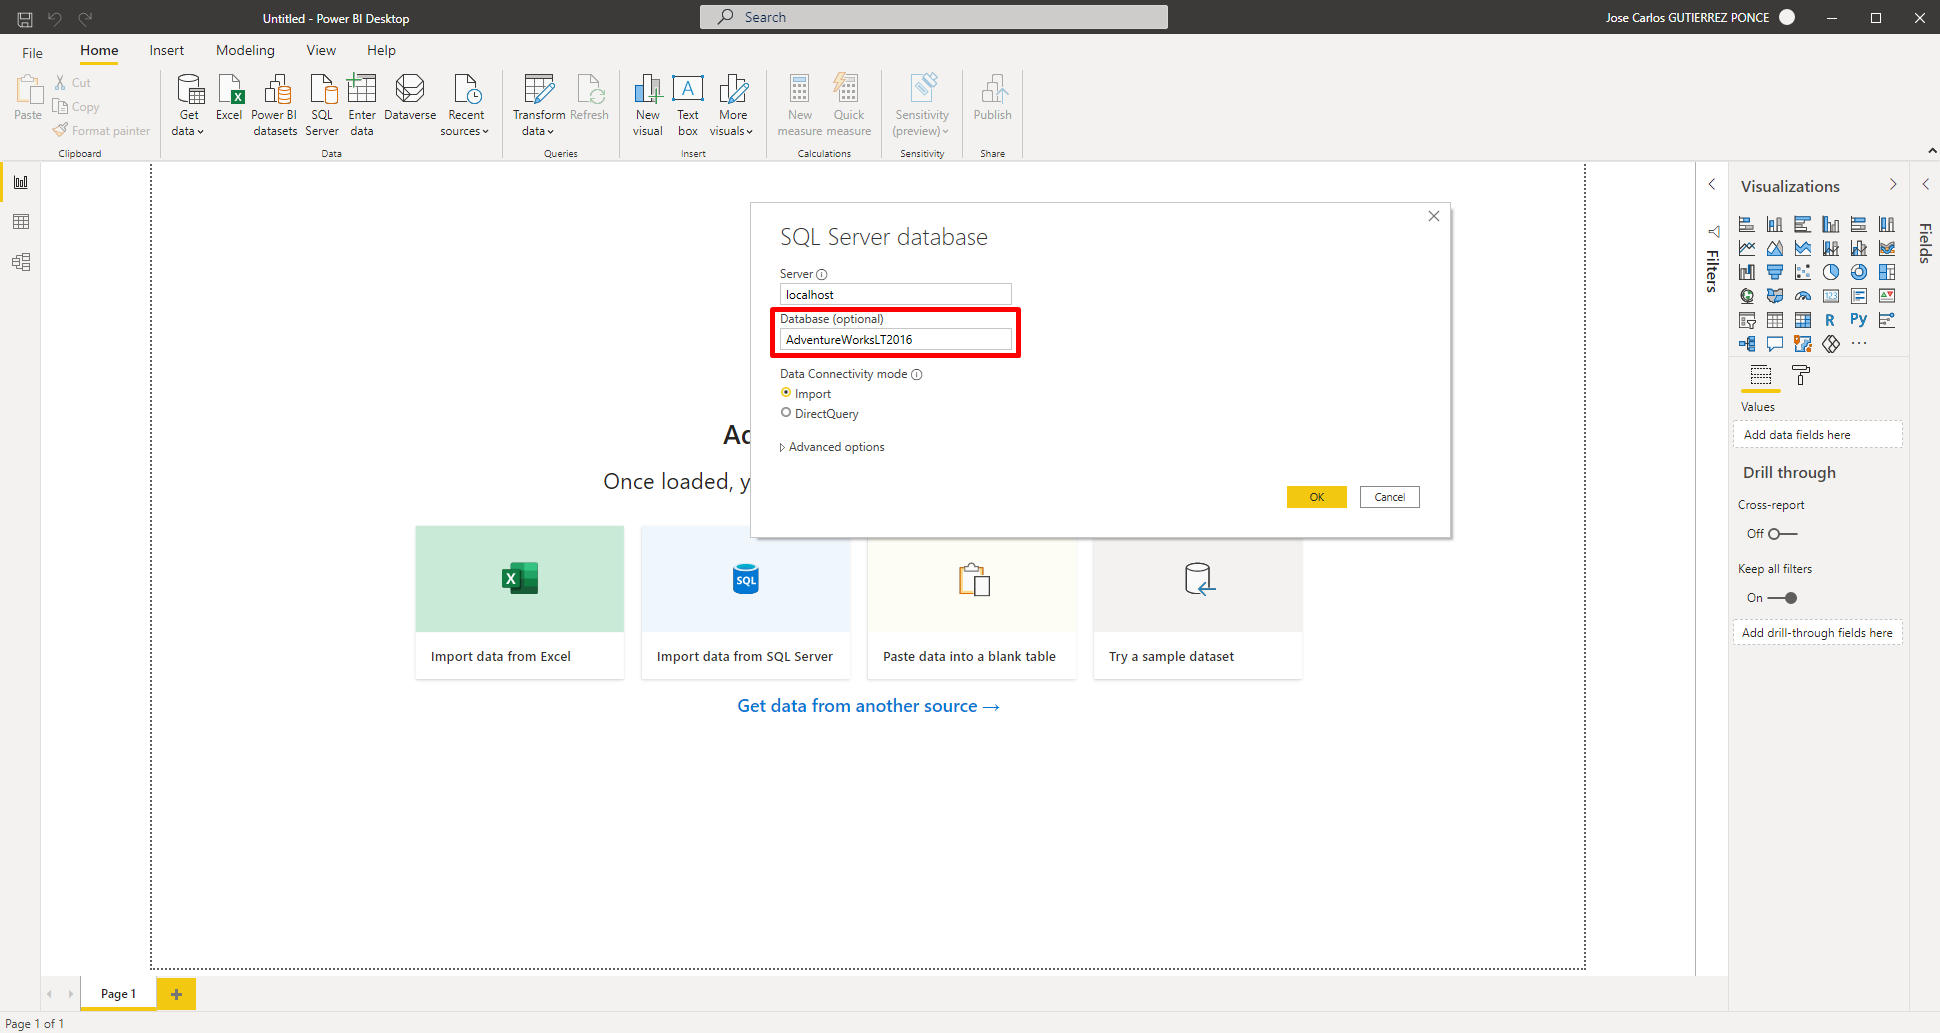 Untitled - Power BI Desktop
Search
Jose Carlos GUTIERREZ PONCE
File
Home
Insert
Modeling
View
Help
Paste
Cut
Copy
Format painter
Clipboard
Get data
Excel
Power BI datasets
SQL Server
Enter data
Dataverse
Recent sources
Data
Transform data
Refresh
Queries
New visual
Text box
More visuals
Insert
New measure
Quick measure
Calculations
Sensitivity (preview)
Sensitivity
Publish
Share
SQL Server database
Server
localhost
Database (optional)
AdventureWorksLT2016
Data Connectivity mode
Import
DirectQuery
Advanced options
OK
Cancel
Once loaded,
SQL
Import data from Excel
Import data from SQL Server
Paste data into a blank table
Try a sample dataset
Get data from another source →
Filters
Visualizations
R
Py
Values
Add data fields here
Drill through
Cross-report
Off
Keep all filters
On
Add drill-through fields here
Fields
Page 1
Page 1 of 1